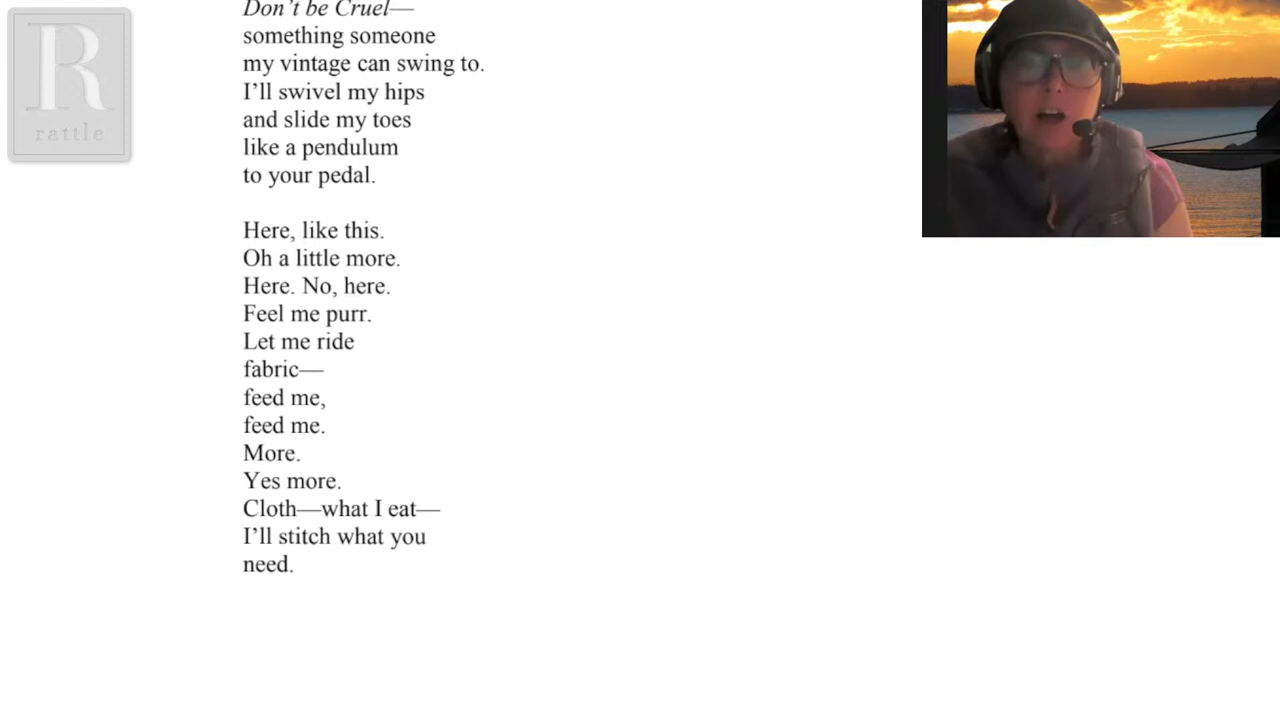 R
rattle
Don't be Cruel—
something someone
my vintage can swing to.
I'll swivel my hips
and slide my toes
like a pendulum
to your pedal.
Here, like this.
Oh a little more.
Here. No, here.
Feel me purr.
Let me ride
fabric—
feed me,
feed me.
More.
Yes more.
Cloth—what I eat—
I'll stitch what you
need.